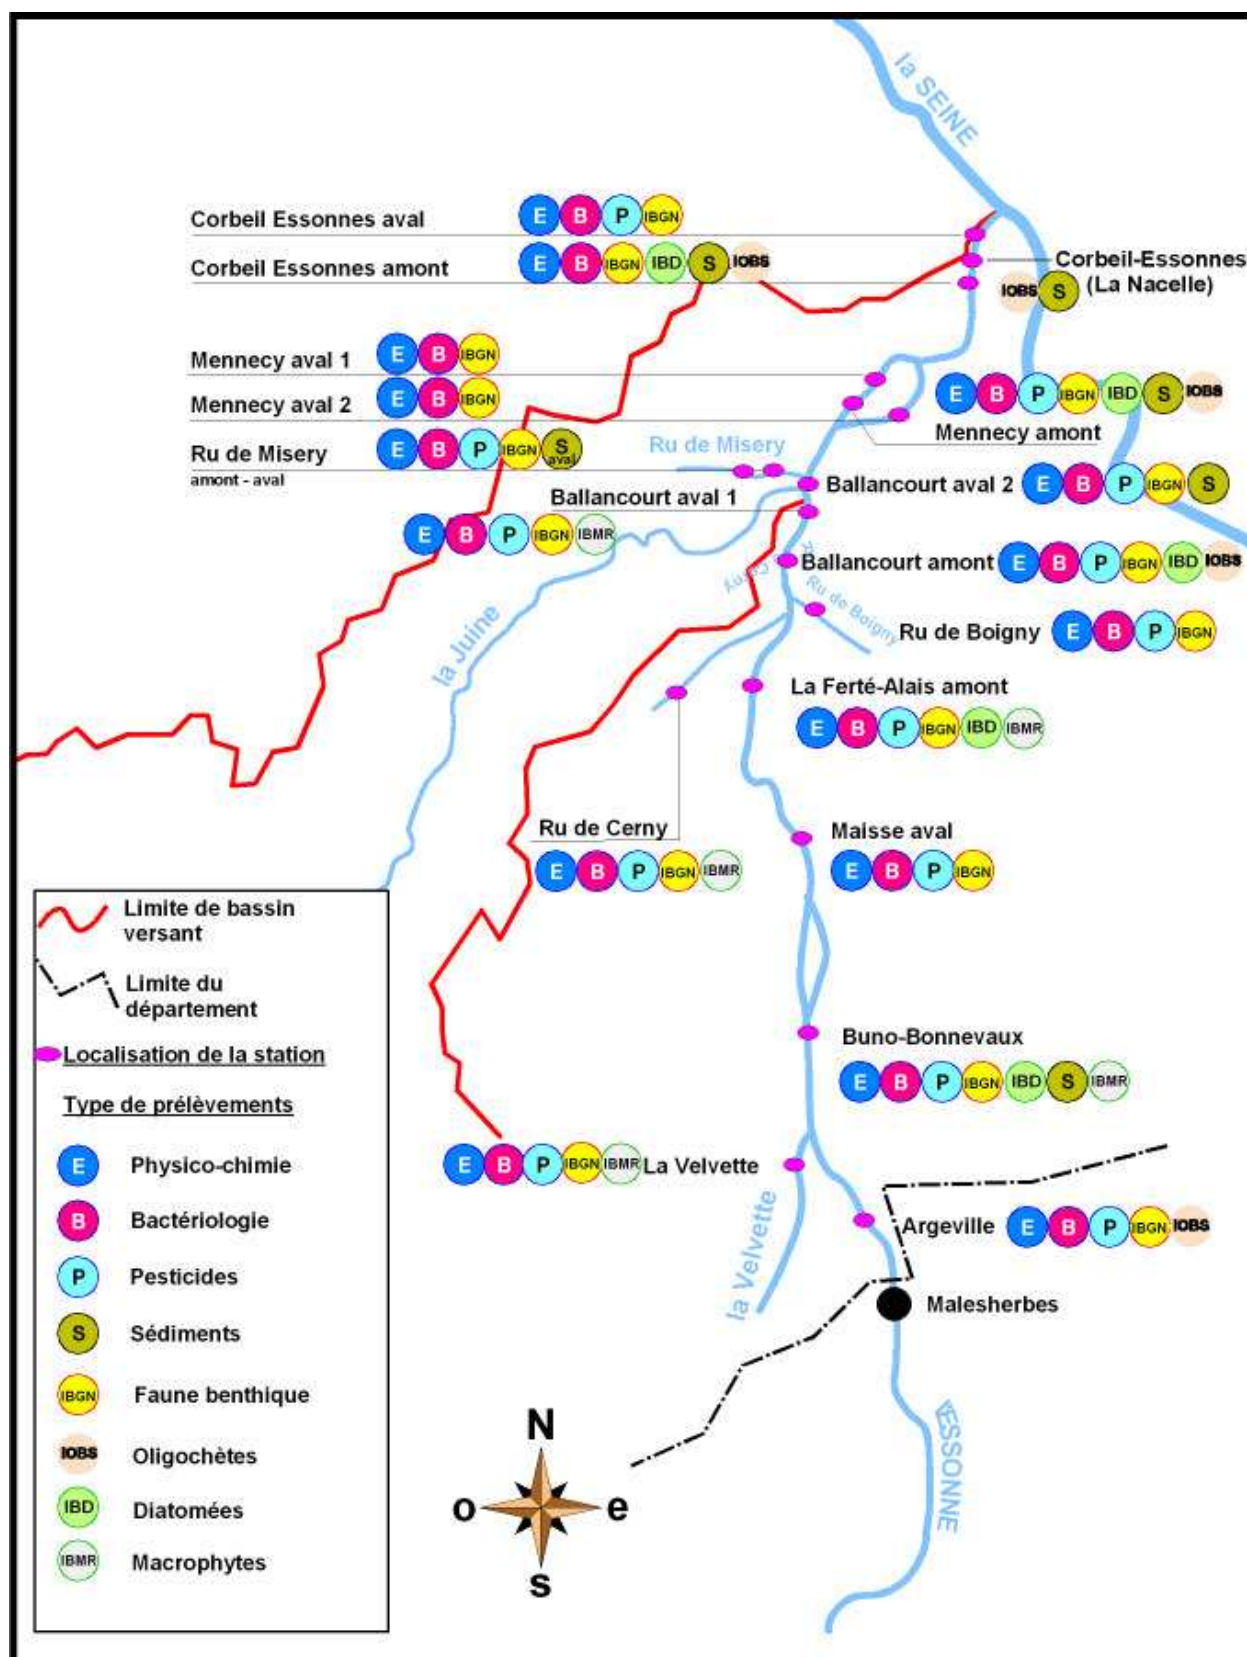 la SEINE
Corbeil Essonnes aval
E B P IBGN
Corbeil Essonnes amont
E B IBGN IBD S IOBS
Corbeil-Essonnes
(La Nacelle)
IOBS S
Mennecy aval 1
E B IBGN
Mennecy aval 2
E B IBGN
E B P IBGN IBD S IOBS
Mennecy amont
Ru de Misery
amont - aval
E B P IBGN S
aval
Ru de Misery
Ballancourt aval 2
E B P IBGN S
Ballancourt aval 1
E B P IBGN IBMR
Ballancourt amont
E B P IBGN IBD IOBS
Cerny
Ru de Boigny
Ru de Boigny
E B P IBGN
la Juine
La Ferté-Alais amont
E B P IBGN IBD IBMR
Ru de Cerny
E B P IBGN IBMR
Maisse aval
E B P IBGN
Buno-Bonnevaux
E B P IBGN IBD S IBMR
E B P IBGN IBMR
La Velvette
la Velvette
Argeville
E B P IBGN IOBS
Malesherbes
ESSONNE
Limite de bassin
versant
Limite du
département
Localisation de la station
Type de prélèvements
E Physico-chimie
B Bactériologie
P Pesticides
S Sédiments
IBGN Faune benthique
IOBS Oligochètes
IBD Diatomées
IBMR Macrophytes
N
o e
s